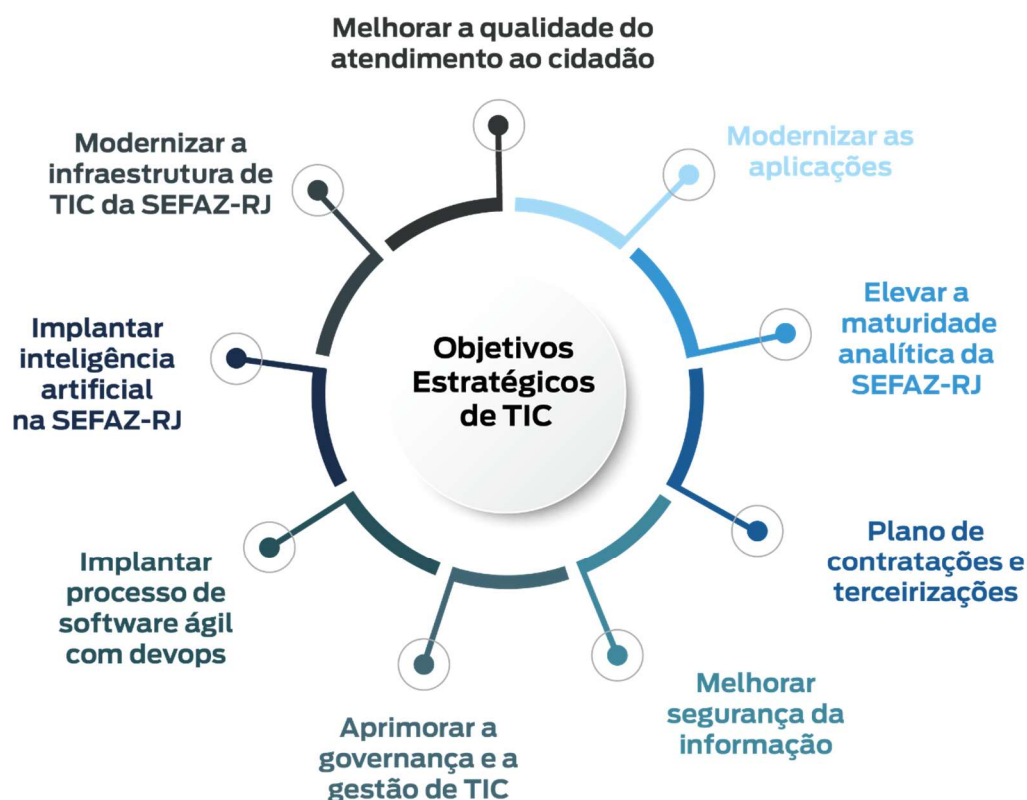 Melhorar a qualidade do
atendimento ao cidadão
Modernizar as
aplicações
Elevar a
maturidade
analítica da
SEFAZ-RJ
Plano de
contratações e
terceirizações
Melhorar
segurança da
informação
Aprimorar a
governança e a
gestão de TIC
Implantar
processo de
software ágil
com devops
Implantar
inteligência
artificial
na SEFAZ-RJ
Modernizar a
infraestrutura de
TIC da SEFAZ-RJ
Objetivos
Estratégicos
de TIC